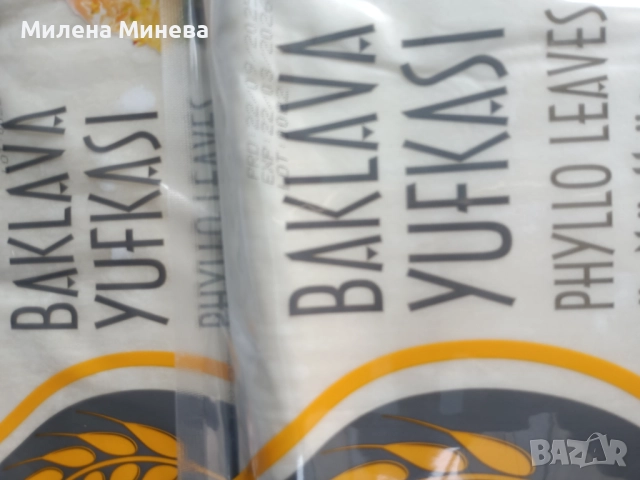 Милена Минева
BAKLAVA
YUFKASI
PHYLLO LEAVES
BAKLAVA
YUFKASI
PHYLLO LEAVES
BAZAR